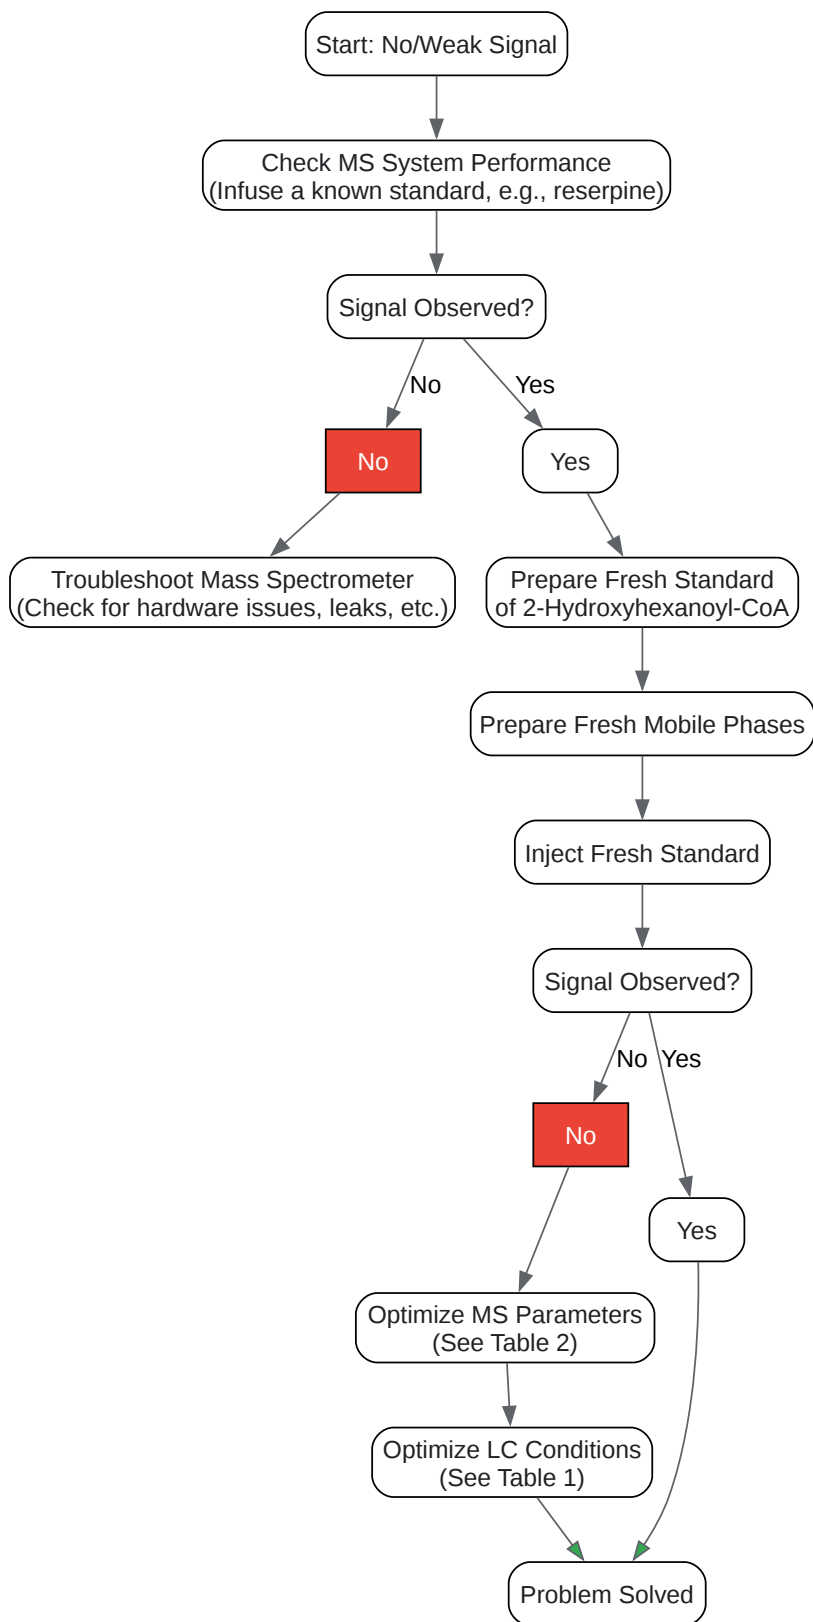 Start: No/Weak Signal
Check MS System Performance
(Infuse a known standard, e.g., reserpine)
Signal Observed?
No
Yes
No
Yes
Troubleshoot Mass Spectrometer
(Check for hardware issues, leaks, etc.)
Prepare Fresh Standard
of 2-Hydroxyhexanoyl-CoA
Prepare Fresh Mobile Phases
Inject Fresh Standard
Signal Observed?
No
Yes
No
Yes
Optimize MS Parameters
(See Table 2)
Optimize LC Conditions
(See Table 1)
Problem Solved